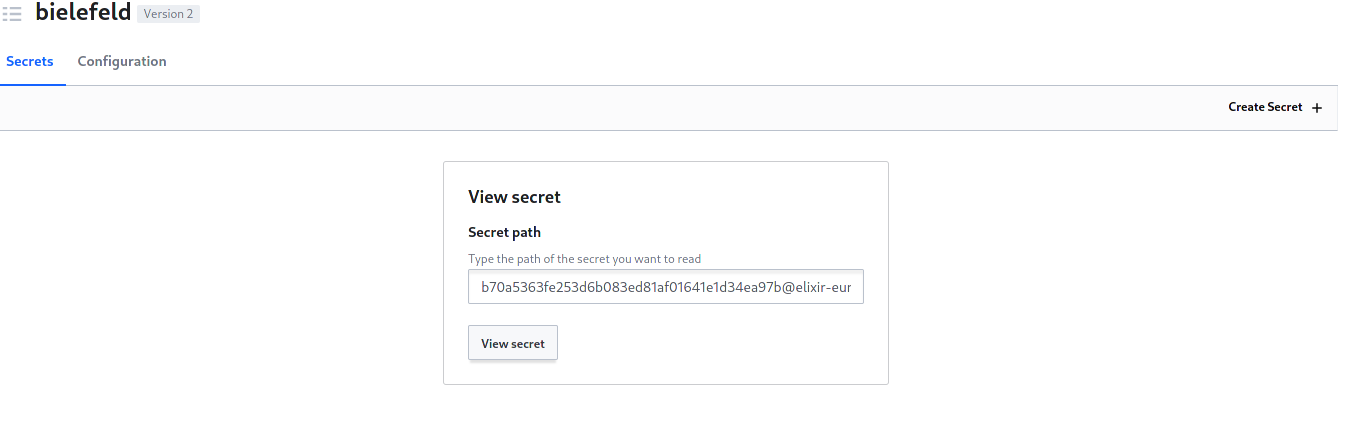 bielefeld Version 2
Secrets Configuration
Create Secret +
View secret
Secret path
Type the path of the secret you want to read
b70a5363fe253d6b083ed81af01641e1d34ea97b@elixir-eur
View secret